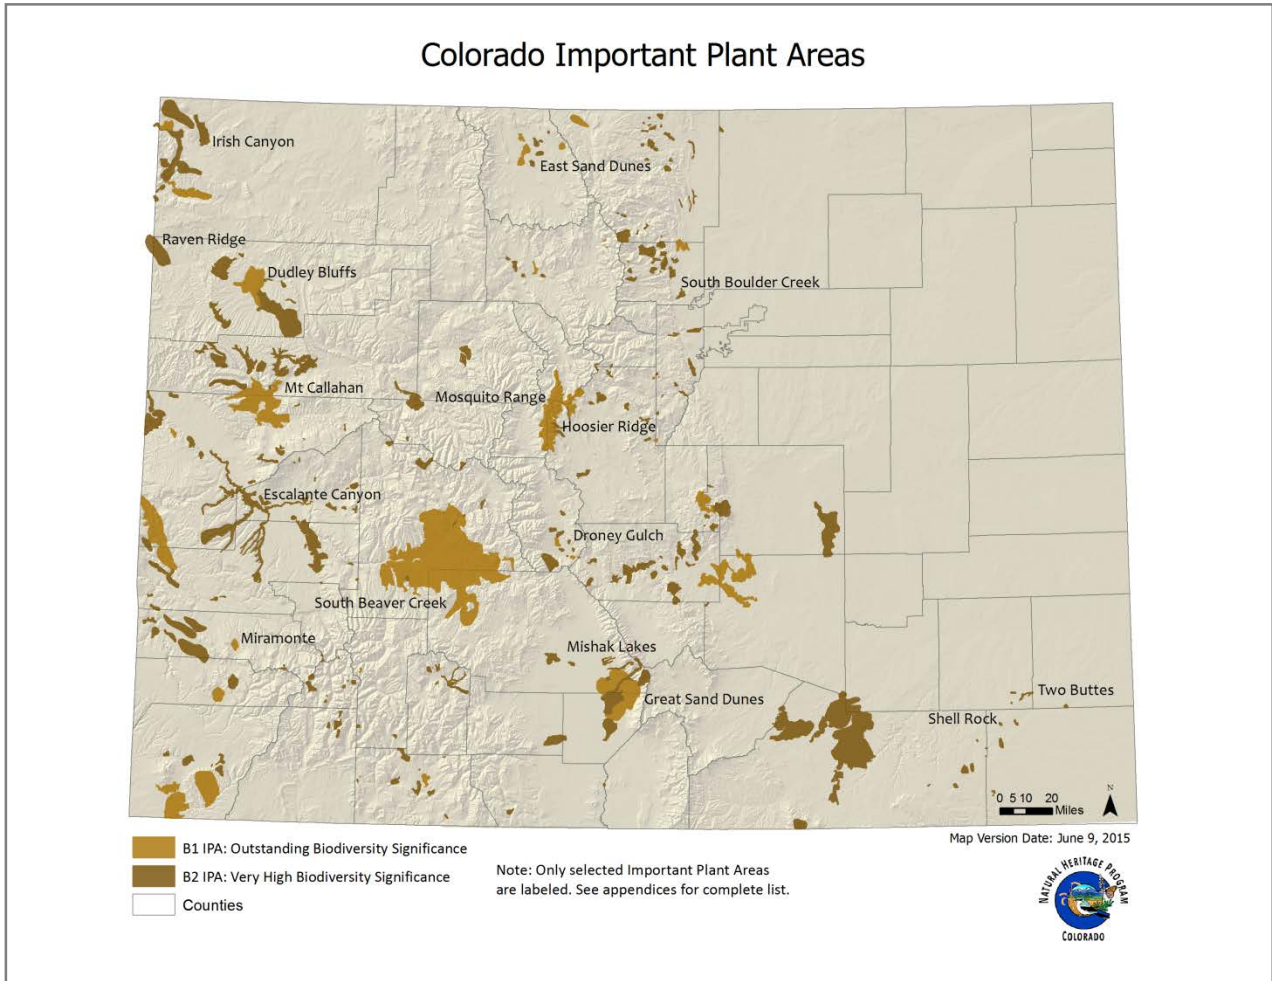 Colorado Important Plant Areas
Irish Canyon
East Sand Dunes
Raven Ridge
Dudley Bluffs
South Boulder Creek
Mt Callahan
Mosquito Range
Hoosier Ridge
Escalante Canyon
Droney Gulch
South Beaver Creek
Miramonte
Mishak Lakes
Great Sand Dunes
Two Buttes
Shell Rock
N
0 5 10 20
Miles
Map Version Date: June 9, 2015
B1 IPA: Outstanding Biodiversity Significance
B2 IPA: Very High Biodiversity Significance
Counties
Note: Only selected Important Plant Areas
are labeled. See appendices for complete list.
NATURAL HERITAGE PROGRAM
COLORADO